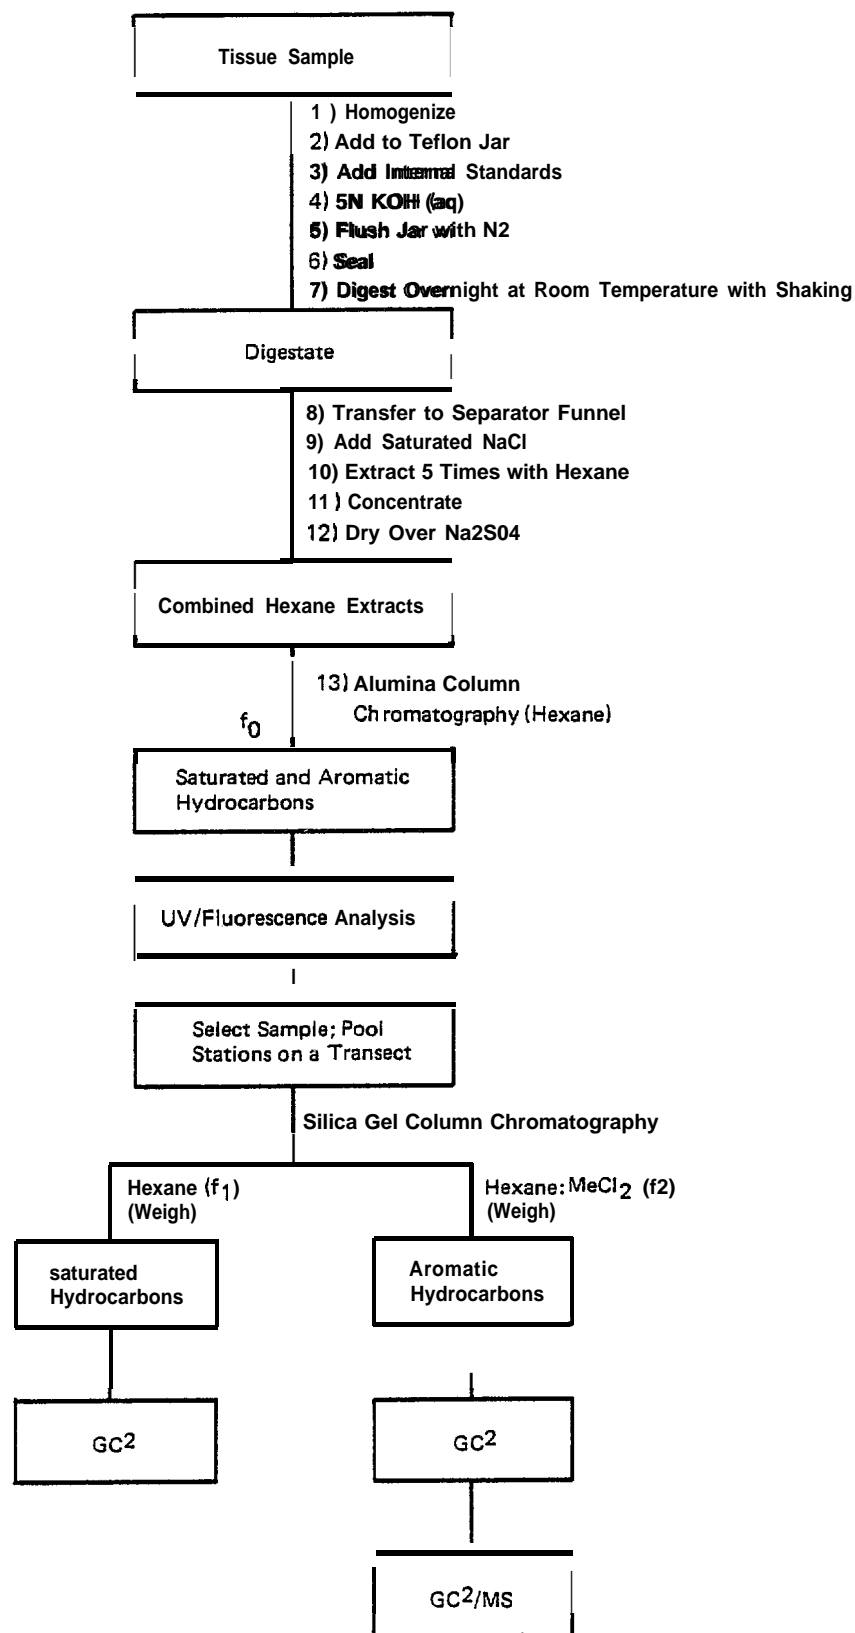 Tissue Sample
1 ) Homogenize
2) Add to Teflon Jar
3) Add Internal Standards
4) 5N KOH (aq)
5) Flush Jar with N2
6) Seal
7) Digest Overnight at Room Temperature with Shaking
Digestate
8) Transfer to Separator Funnel
9) Add Saturated NaCl
10) Extract 5 Times with Hexane
11 ) Concentrate
12) Dry Over Na2S04
Combined Hexane Extracts
13) Alumina Column
Chromatography (Hexane)
f0
Saturated and Aromatic
Hydrocarbons
UV/Fluorescence Analysis
Select Sample; Pool
Stations on a Transect
Silica Gel Column Chromatography
Hexane (f1)
(Weigh)
Hexane: MeCl2 (f2)
(Weigh)
saturated
Hydrocarbons
Aromatic
Hydrocarbons
GC2
GC2
GC2/MS